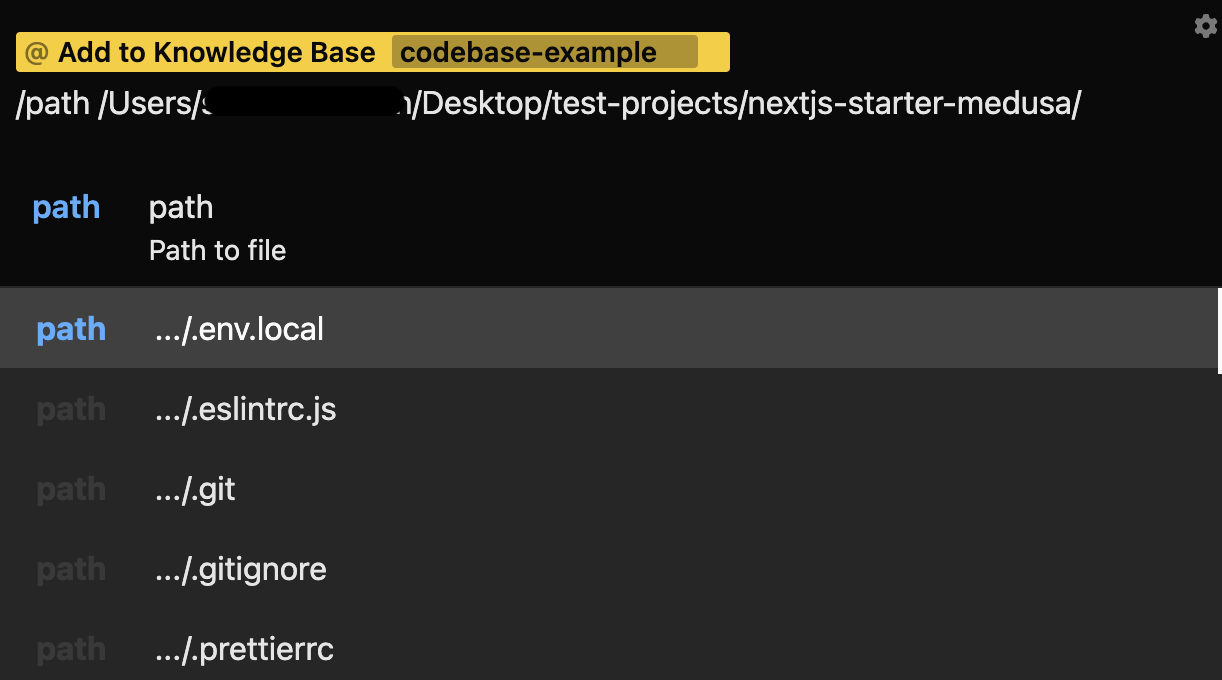 @ Add to Knowledge Base codebase-example
/path /Users/ /Desktop/test-projects/nextjs-starter-medusa/
path path
Path to file
path .../.env.local
path .../.eslintrc.js
path .../.git
path .../.gitignore
path .../.prettierrc